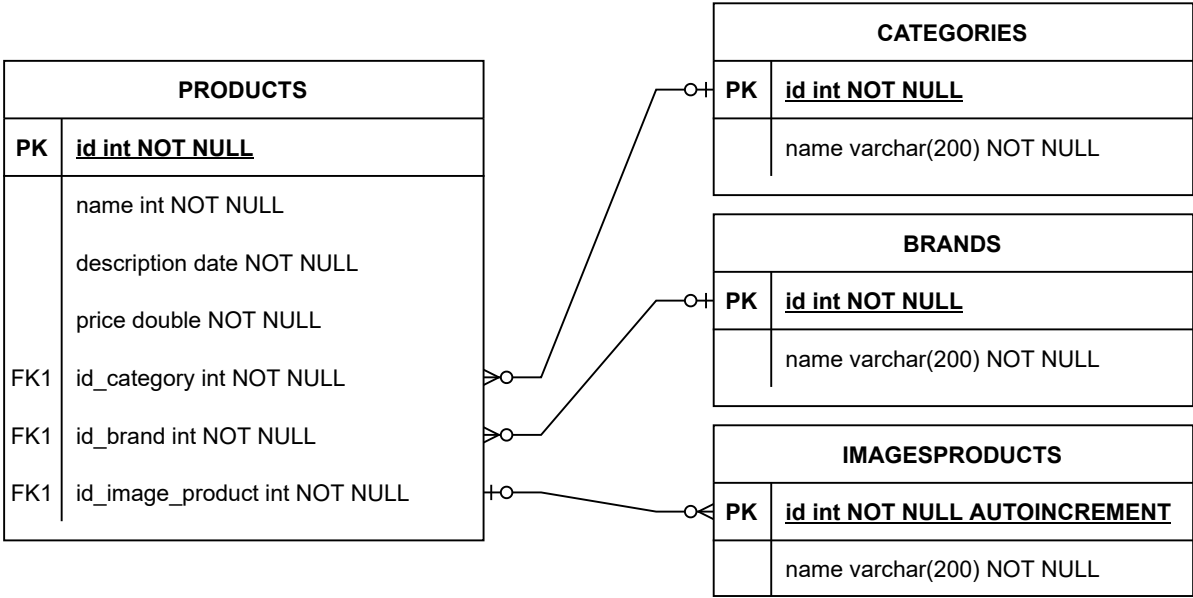 PRODUCTS
PK id int NOT NULL
name int NOT NULL
description date NOT NULL
price double NOT NULL
FK1 id_category int NOT NULL
FK1 id_brand int NOT NULL
FK1 id_image_product int NOT NULL
CATEGORIES
PK id int NOT NULL
name varchar(200) NOT NULL
BRANDS
PK id int NOT NULL
name varchar(200) NOT NULL
IMAGESPRODUCTS
PK id int NOT NULL AUTOINCREMENT
name varchar(200) NOT NULL